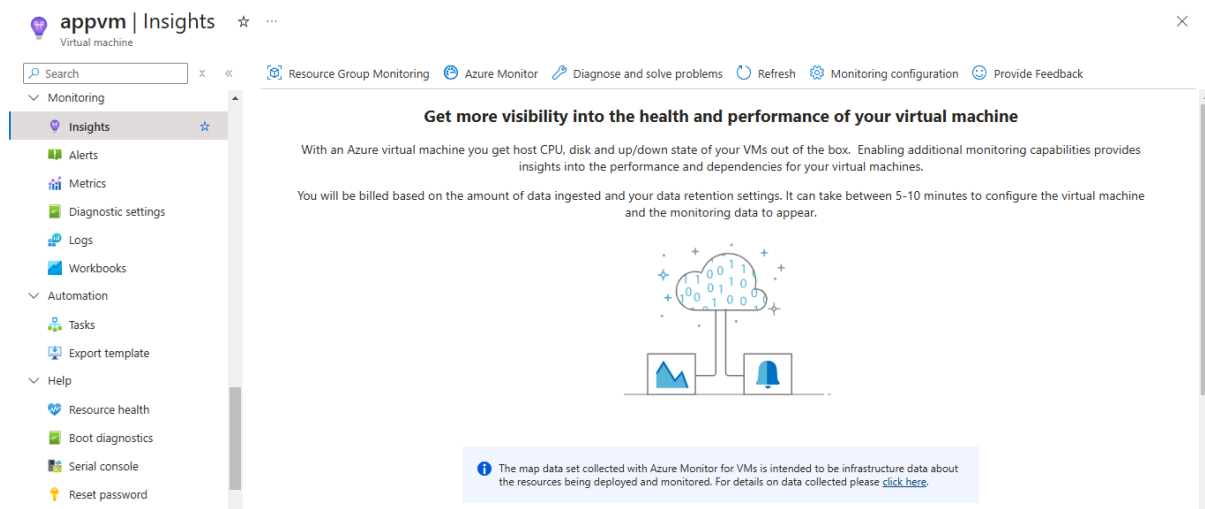 appvm | Insights
Virtual machine
Search
Resource Group Monitoring
Azure Monitor
Diagnose and solve problems
Refresh
Monitoring configuration
Provide Feedback
Monitoring
Insights
Alerts
Metrics
Diagnostic settings
Logs
Workbooks
Automation
Tasks
Export template
Help
Resource health
Boot diagnostics
Serial console
Reset password
Get more visibility into the health and performance of your virtual machine
With an Azure virtual machine you get host CPU, disk and up/down state of your VMs out of the box. Enabling additional monitoring capabilities provides
insights into the performance and dependencies for your virtual machines.
You will be billed based on the amount of data ingested and your data retention settings. It can take between 5-10 minutes to configure the virtual machine
and the monitoring data to appear.
The map data set collected with Azure Monitor for VMs is intended to be infrastructure data about
the resources being deployed and monitored. For details on data collected please click here.